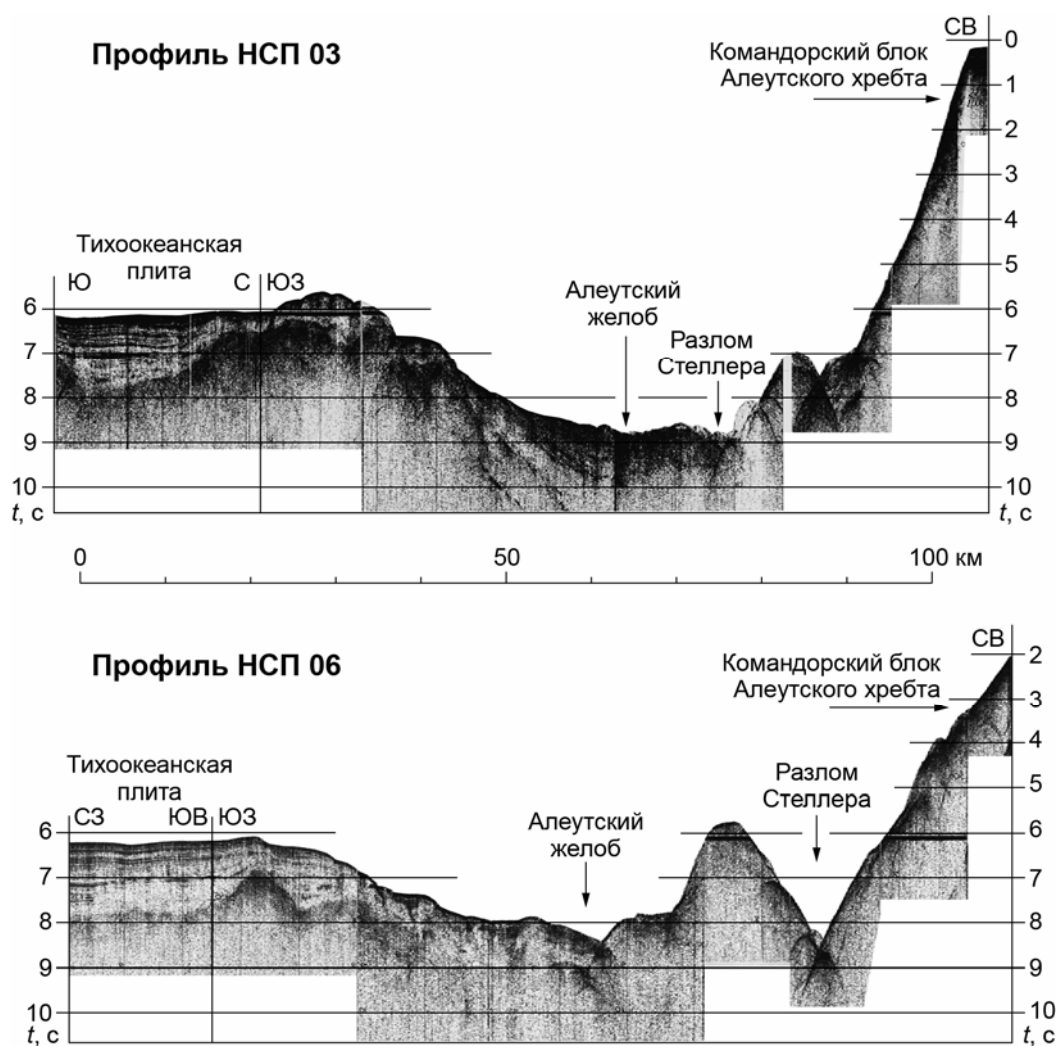 Профиль НСП 03
СВ
Командорский блок
Алеутского хребта
0
1
2
3
4
5
6
7
8
9
10
t, с
Тихоокеанская
плита
Ю
С
ЮЗ
Алеутский
желоб
Разлом
Стеллера
6
7
8
9
10
t, с
0
50
100 км
Профиль НСП 06
СВ
Командорский блок
Алеутского хребта
2
3
4
5
6
7
8
9
10
t, с
Тихоокеанская
плита
СЗ
ЮВ
ЮЗ
Алеутский
желоб
Разлом
Стеллера
6
7
8
9
10
t, с